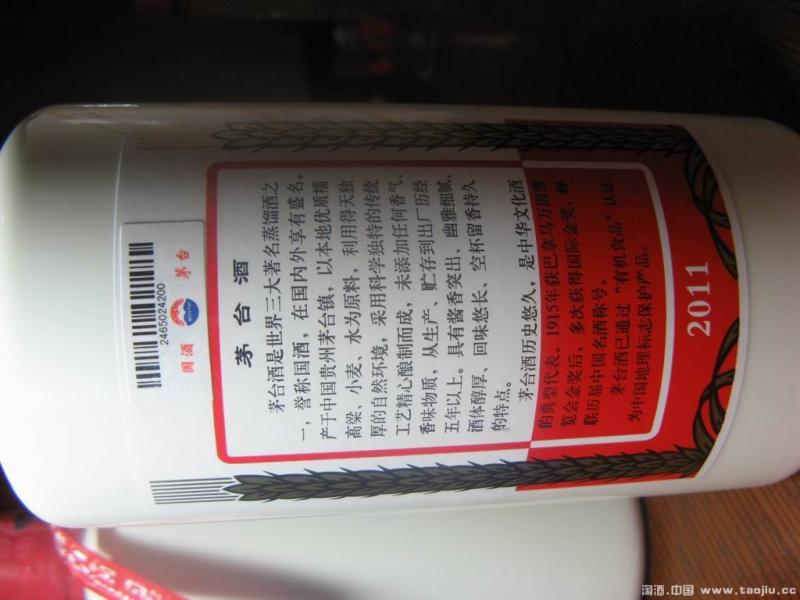 2465024200
国酒 茅台
茅台酒
茅台酒是世界三大著名蒸馏酒之
一，誉称国酒，在国内外享有盛名。
产于中国贵州茅台镇，以本地优质糯
高粱、小麦、水为原料，利用得天独
厚的自然环境，采用科学独特的传统
工艺精心酿制而成，未添加任何香气、
香味物质，从生产、贮存到出厂历经
五年以上。具有酱香突出、幽雅细腻、
酒体醇厚、回味悠长、空杯留香持久
的特点。
茅台酒历史悠久，是中华文化酒
的典型代表，1915年获巴拿马万国博
览会金奖后，多次获得国际金奖，蝉
联历届中国名酒称号。
茅台酒已通过“有机食品”认证，
为中国地理标志保护产品。
2011
淘酒.中国 www.taojiu.cc